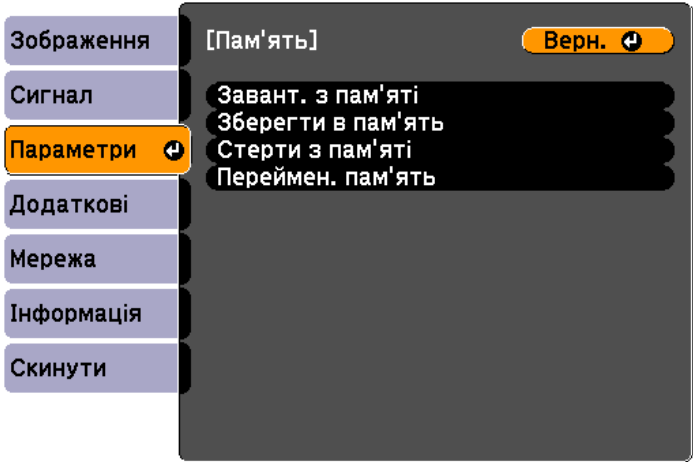 Зображення
Сигнал
Параметри
Додаткові
Мережа
Інформація
Скинути
[Пам'ять]
Верн.
Завант. з пам'яті
Зберегти в пам'ять
Стерти з пам'яті
Переймен. пам'ять